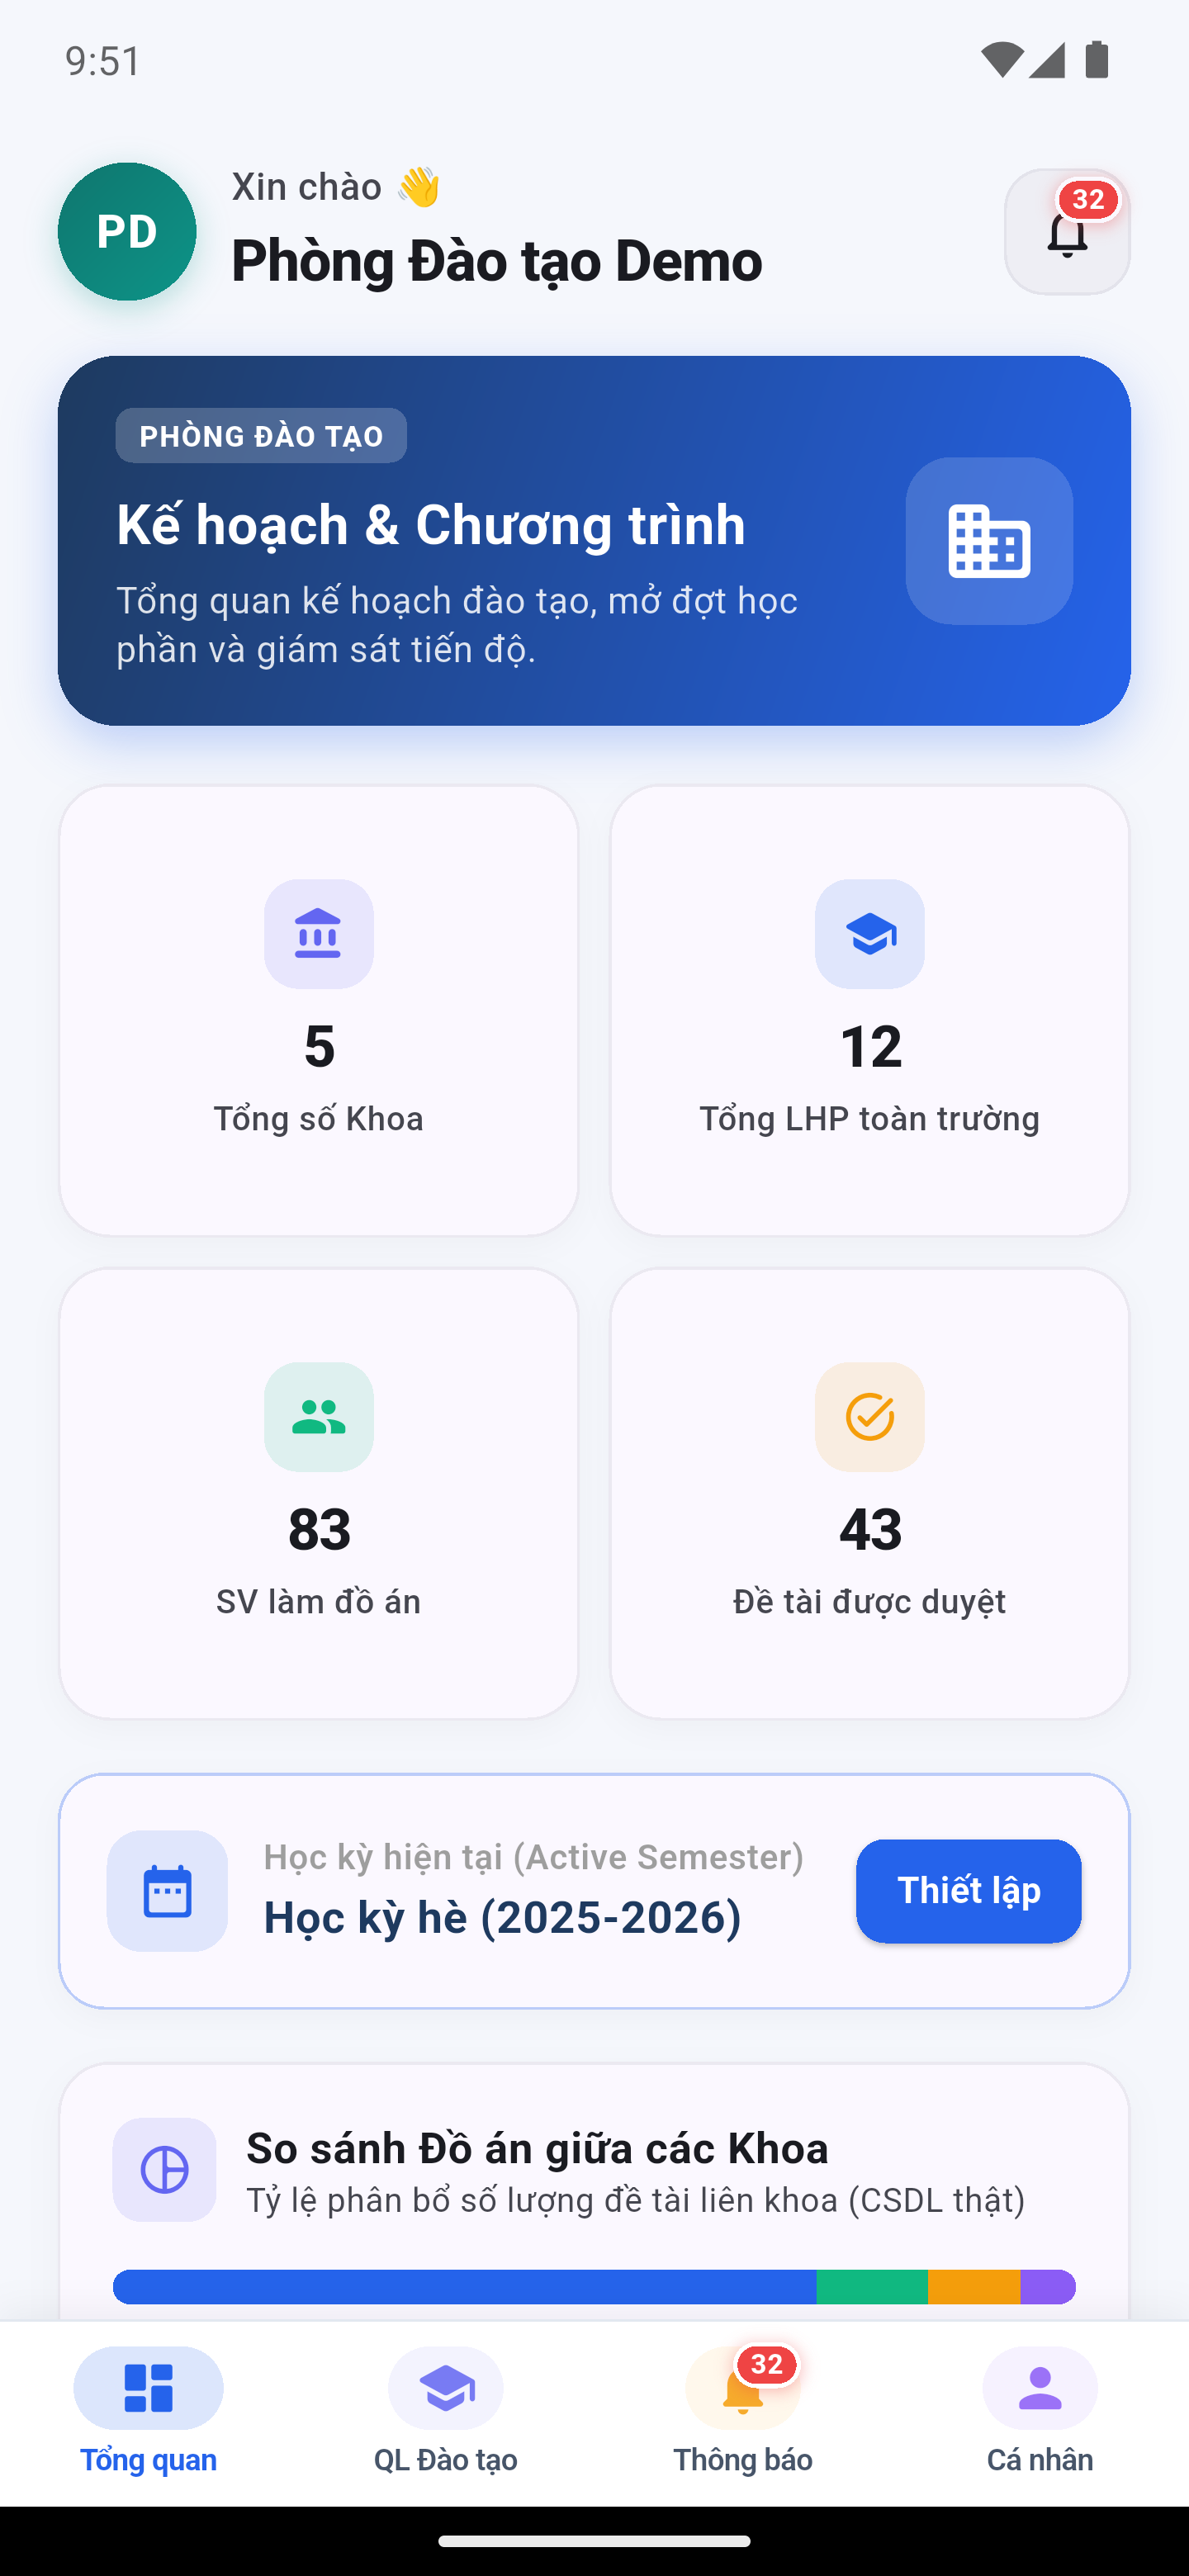 9:51
PD
Xin chào 👋
Phòng Đào tạo Demo
32
PHÒNG ĐÀO TẠO
Kế hoạch & Chương trình
Tổng quan kế hoạch đào tạo, mở đợt học
phần và giám sát tiến độ.
5
Tổng số Khoa
12
Tổng LHP toàn trường
83
SV làm đồ án
43
Đề tài được duyệt
Học kỳ hiện tại (Active Semester)
Học kỳ hè (2025-2026)
Thiết lập
So sánh Đồ án giữa các Khoa
Tỷ lệ phân bổ số lượng đề tài liên khoa (CSDL thật)
Tổng quan
QL Đào tạo
32
Thông báo
Cá nhân